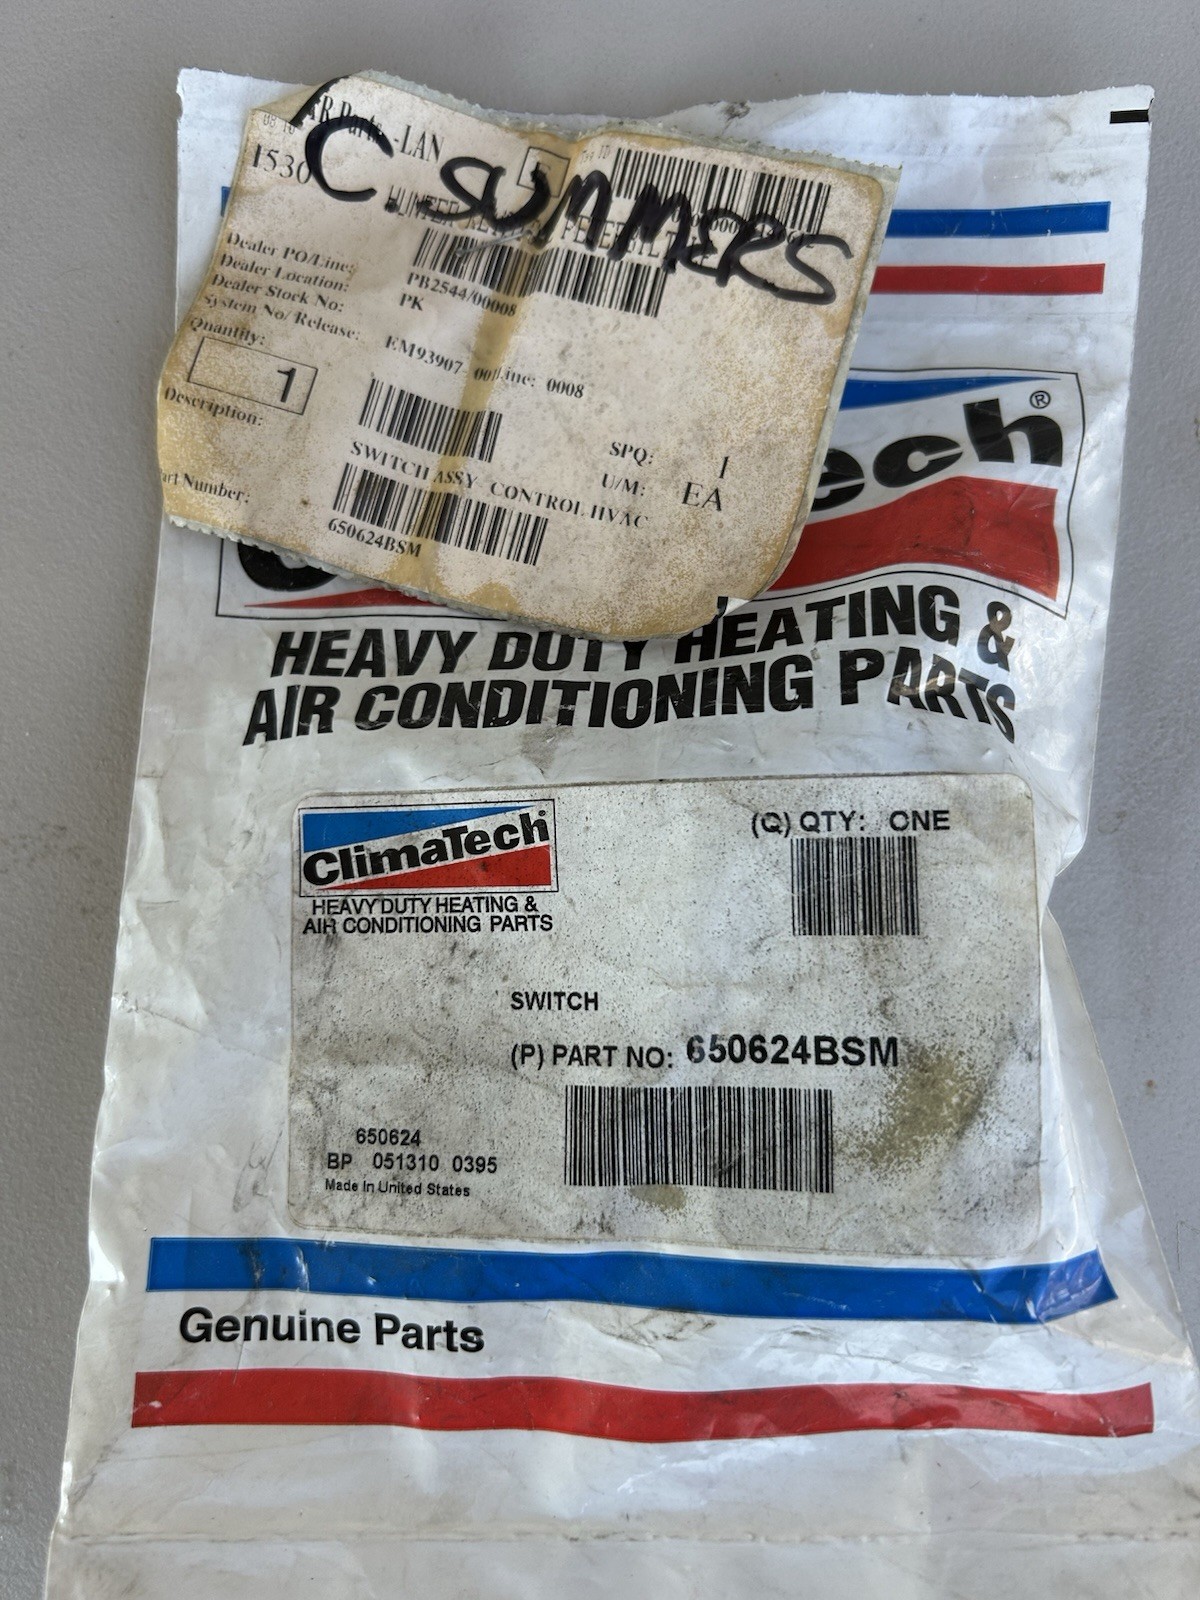 Parts -LAN
1530
C. SUMMERS
Dealer PO/Line:
PB2544/00008
Dealer Location:
PK
Dealer Stock No:
System No/Release:
EM93907- 001 Line: 0008
Quantity:
1
Description:
SWITCH ASSY- CONTROL HVAC
SPQ: 1
U/M: EA
Part Number:
650624BSM
ech®
HEAVY DUTY HEATING &
AIR CONDITIONING PARTS
ClimaTech®
HEAVY DUTY HEATING &
AIR CONDITIONING PARTS
(Q) QTY: ONE
SWITCH
(P) PART NO: 650624BSM
650624
BP 051310 0395
Made In United States
Genuine Parts